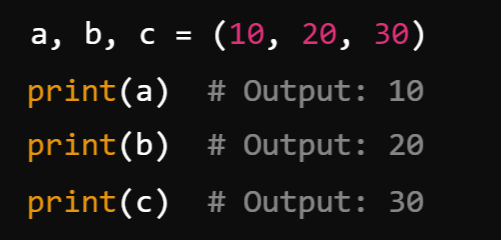 a, b, c = (10, 20, 30)
print(a)  # Output: 10
print(b)  # Output: 20
print(c)  # Output: 30